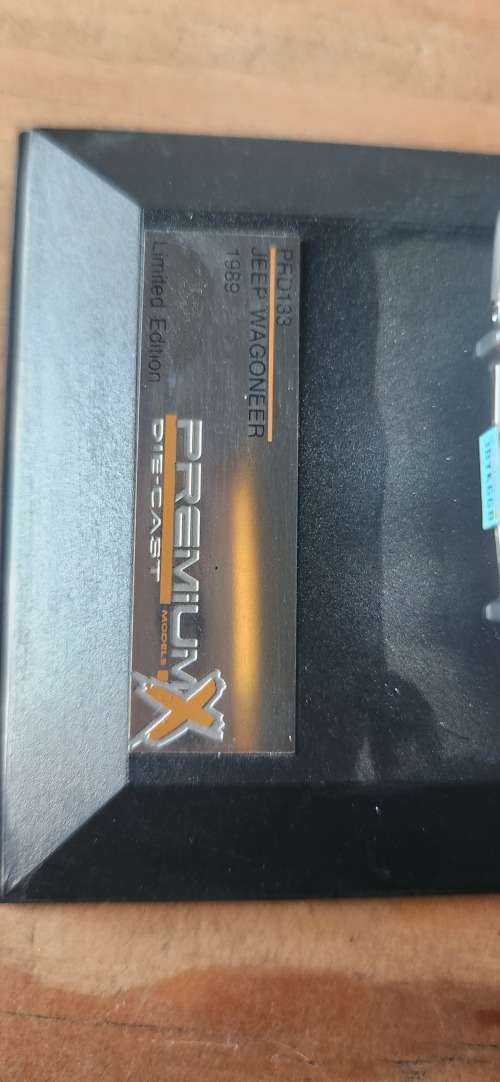 PRD133
JEEP WAGONEER
1989
Limited Edition
PREMIUM X
DIE-CAST MODELS